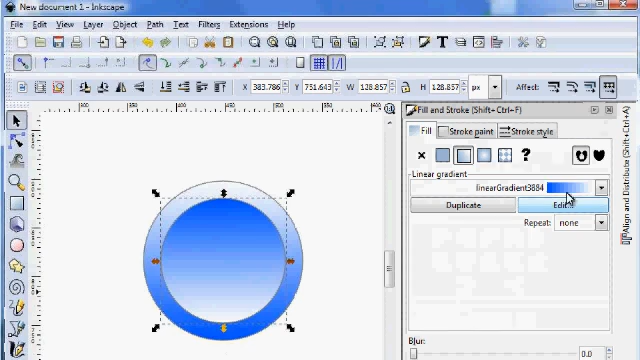 New document 1 - Inkscape
File Edit View Layer Object Path Text Filters Extensions Help
X 383.786 Y 751.643 W 128.857 H 128.857 px Affect:
Fill and Stroke (Shift+Ctrl+F)
Fill Stroke paint Stroke style
Linear gradient
linearGradient3884
Duplicate Edit...
Repeat: none
Blur:
0.0
Align and Distribute (Shift+Ctrl+A)